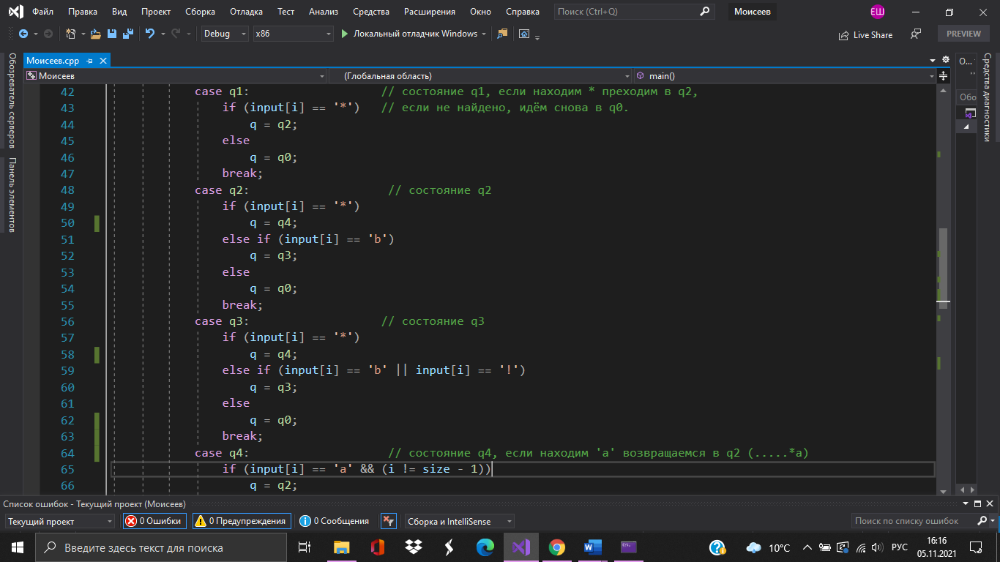 Файл Правка Вид Проект Сборка Отладка Тест Анализ Средства Расширения Окно Справка Поиск (Ctrl+Q) Моисеев ЕШ
Debug x86 Локальный отладчик Windows Live Share PREVIEW
Обозреватель серверов
Панель элементов
Моисеев.cpp
Моисеев (Глобальная область) main()
42 case q1: // состояние q1, если находим * преходим в q2,
43 if (input[i] == '*') // если не найдено, идём снова в q0.
44 q = q2;
45 else
46 q = q0;
47 break;
48 case q2: // состояние q2
49 if (input[i] == '*')
50 q = q4;
51 else if (input[i] == 'b')
52 q = q3;
53 else
54 q = q0;
55 break;
56 case q3: // состояние q3
57 if (input[i] == '*')
58 q = q4;
59 else if (input[i] == 'b' || input[i] == '!')
60 q = q3;
61 else
62 q = q0;
63 break;
64 case q4: // состояние q4, если находим 'a' возвращаемся в q2 (.....*a)
65 if (input[i] == 'a' && (i != size - 1))
66 q = q2;
О...
Обо
Средства диагностики
Список ошибок - Текущий проект (Моисеев)
Текущий проект 0 Ошибки 0 Предупреждения 0 Сообщения Сборка и IntelliSense Поиск по списку ошибок
Введите здесь текст для поиска 10°C РУС 16:16
05.11.2021